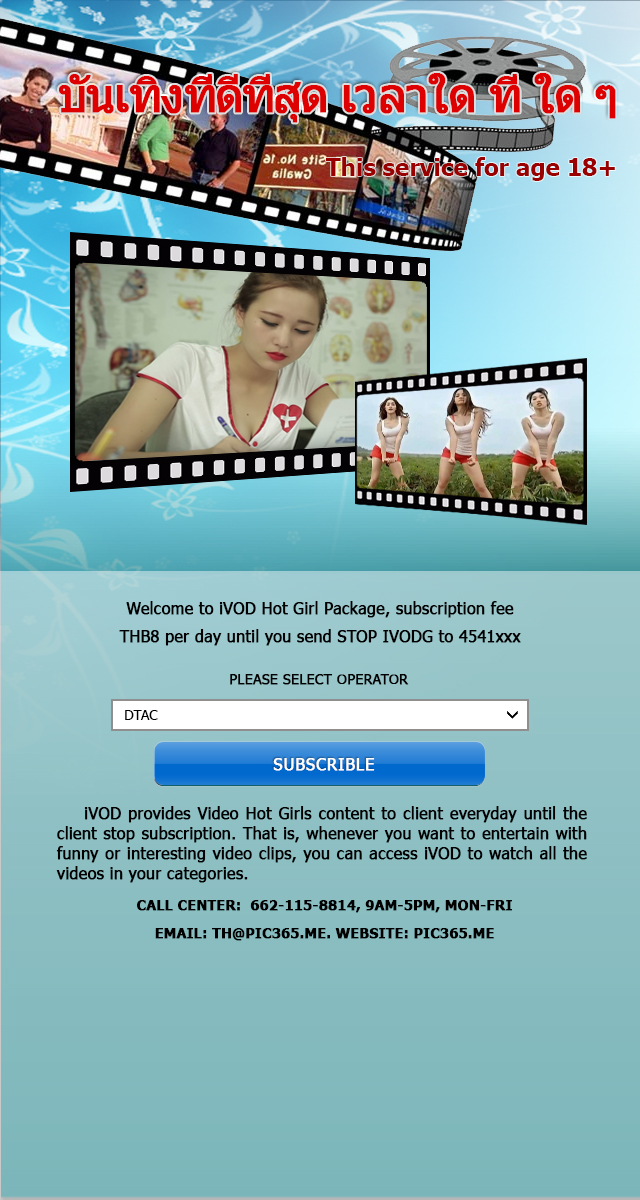 บันเทิงที่ดีที่สุด เวลาใด ที่ ใด ๆ
This service for age 18+
Site No.16
Gwalia
Welcome to iVOD Hot Girl Package, subscription fee
THB8 per day until you send STOP IVODG to 4541xxx
PLEASE SELECT OPERATOR
DTAC
SUBSCRIBLE
iVOD provides Video Hot Girls content to client everyday until the
client stop subscription. That is, whenever you want to entertain with
funny or interesting video clips, you can access iVOD to watch all the
videos in your categories.
CALL CENTER: 662-115-8814, 9AM-5PM, MON-FRI
EMAIL: TH@PIC365.ME. WEBSITE: PIC365.ME